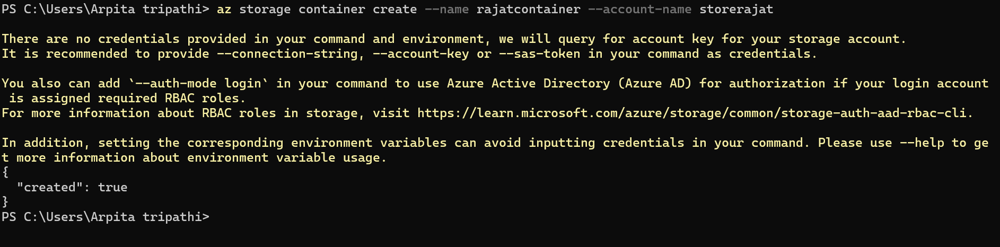 PS C:\Users\Arpita tripathi> az storage container create --name rajatcontainer --account-name storerajat
There are no credentials provided in your command and environment, we will query for account key for your storage account.
It is recommended to provide --connection-string, --account-key or --sas-token in your command as credentials.
You also can add `--auth-mode login` in your command to use Azure Active Directory (Azure AD) for authorization if your login account
 is assigned required RBAC roles.
For more information about RBAC roles in storage, visit https://learn.microsoft.com/azure/storage/common/storage-auth-aad-rbac-cli.
In addition, setting the corresponding environment variables can avoid inputting credentials in your command. Please use --help to ge
t more information about environment variable usage.
{
  "created": true
}
PS C:\Users\Arpita tripathi>